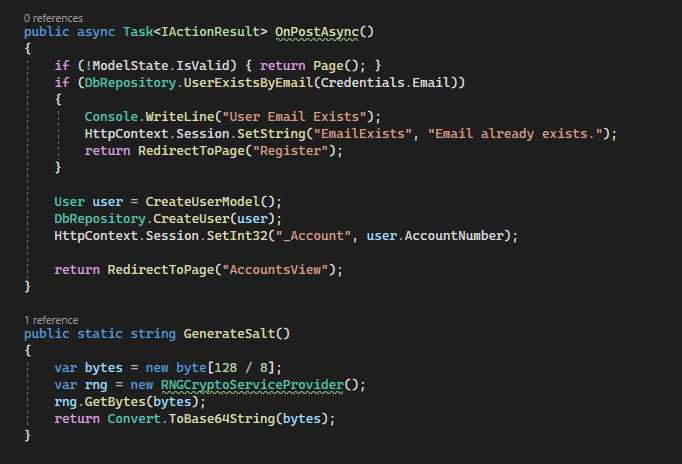 0 references
public async Task<IActionResult> OnPostAsync()
{
if (!ModelState.IsValid) { return Page(); }
if (DbRepository.UserExistsByEmail(Credentials.Email))
{
Console.WriteLine("User Email Exists");
HttpContext.Session.SetString("EmailExists", "Email already exists.");
return RedirectToPage("Register");
}
User user = CreateUserModel();
DbRepository.CreateUser(user);
HttpContext.Session.SetInt32("_Account", user.AccountNumber);
return RedirectToPage("AccountsView");
}
1 reference
public static string GenerateSalt()
{
var bytes = new byte[128 / 8];
var rng = new RNGCryptoServiceProvider();
rng.GetBytes(bytes);
return Convert.ToBase64String(bytes);
}